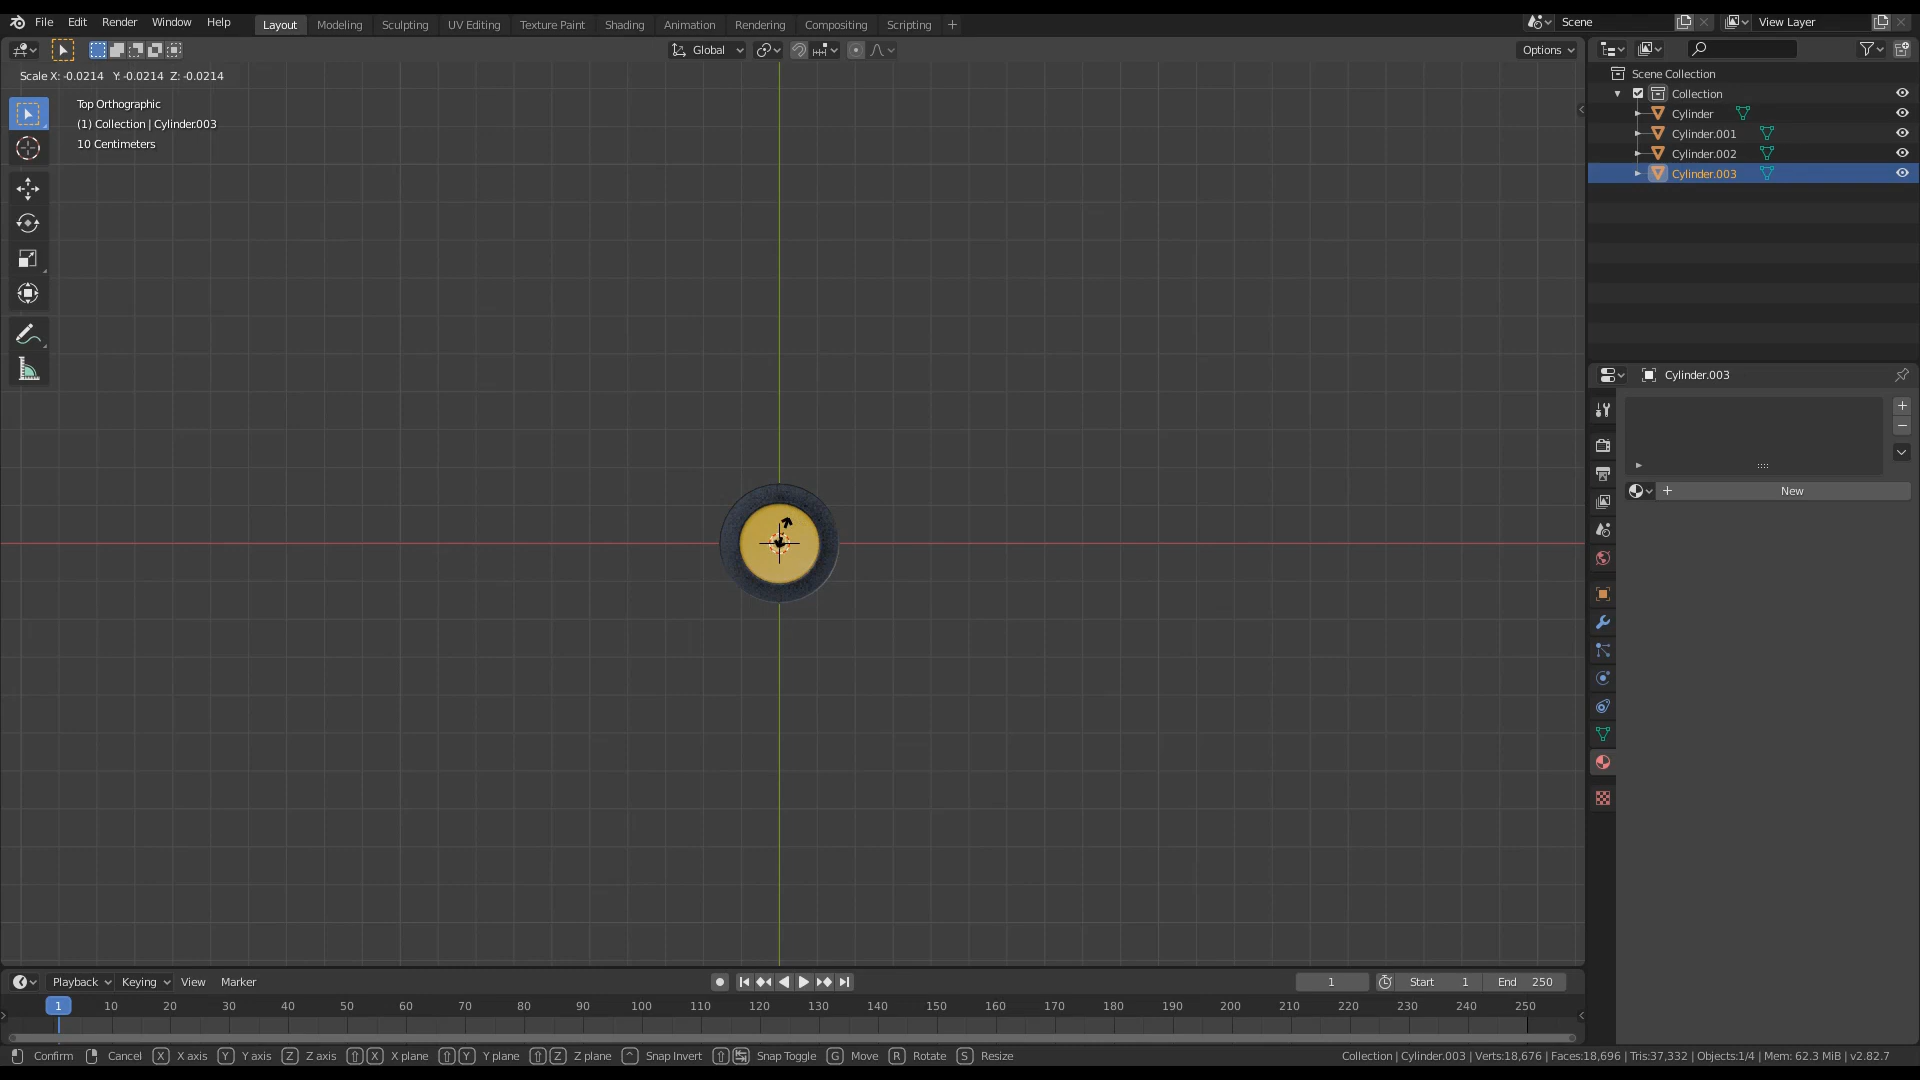 File Edit Render Window Help Layout Modeling Sculpting UV Editing Texture Paint Shading Animation Rendering Compositing Scripting + Scene View Layer
Global Options
Scale X: -0.0214 Y: -0.0214 Z: -0.0214
Top Orthographic
(1) Collection | Cylinder.003
10 Centimeters
Scene Collection
Collection
Cylinder
Cylinder.001
Cylinder.002
Cylinder.003
Cylinder.003
New
Playback Keying View Marker 1 Start 1 End 250
1 10 20 30 40 50 60 70 80 90 100 110 120 130 140 150 160 170 180 190 200 210 220 230 240 250
Confirm Cancel X X axis Y Y axis Z Z axis X X plane Y Y plane Z Z plane ^ Snap Invert Snap Toggle G Move R Rotate S Resize Collection | Cylinder.003 | Verts:18,676 | Faces:18,696 | Tris:37,332 | Objects:1/4 | Mem: 62.3 MiB | v2.82.7